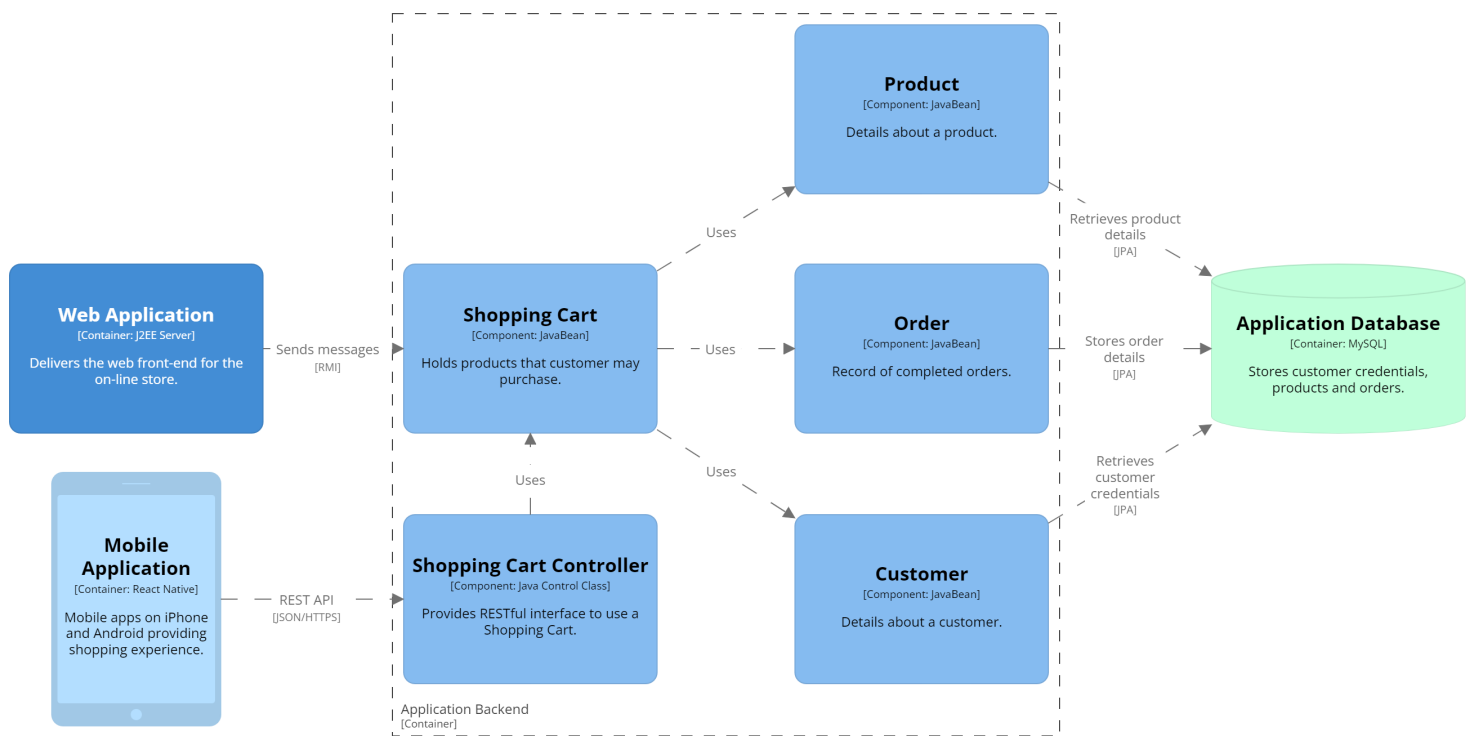 Product
[Component: JavaBean]
Details about a product.
Uses
Retrieves product
details
[JPA]
Web Application
[Container: J2EE Server]
Delivers the web front-end for the
on-line store.
Sends messages
[RMI]
Shopping Cart
[Component: JavaBean]
Holds products that customer may
purchase.
Uses
Order
[Component: JavaBean]
Record of completed orders.
Stores order
details
[JPA]
Application Database
[Container: MySQL]
Stores customer credentials,
products and orders.
Uses
Uses
Retrieves
customer
credentials
[JPA]
Mobile
Application
[Container: React Native]
Mobile apps on iPhone
and Android providing
shopping experience.
REST API
[JSON/HTTPS]
Shopping Cart Controller
[Component: Java Control Class]
Provides RESTful interface to use a
Shopping Cart.
Customer
[Component: JavaBean]
Details about a customer.
Application Backend
[Container]